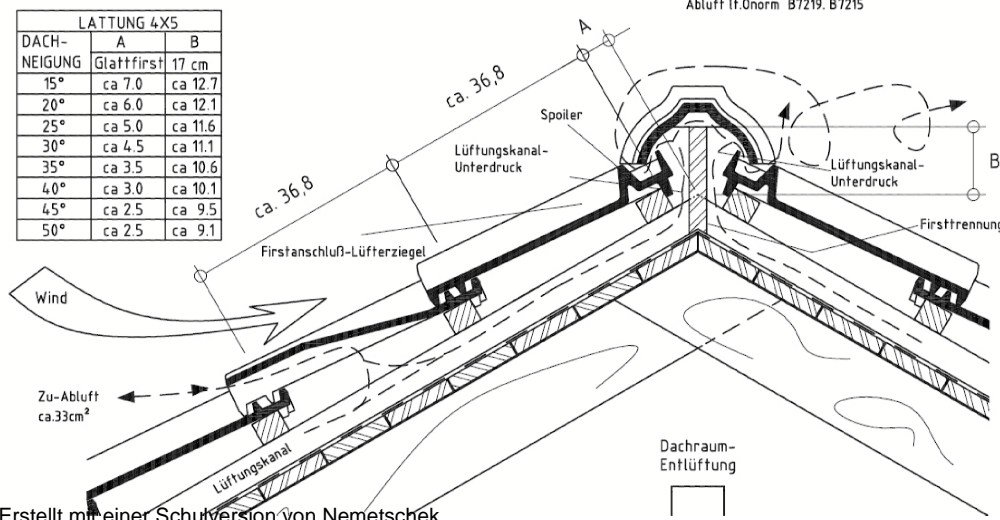 Abluft lt.Önorm B7219. B7215
LATTUNG 4X5
DACH-
NEIGUNG
A
Glattfirst
B
17 cm
15° ca 7.0 ca 12.7
20° ca 6.0 ca 12.1
25° ca 5.0 ca 11.6
30° ca 4.5 ca 11.1
35° ca 3.5 ca 10.6
40° ca 3.0 ca 10.1
45° ca 2.5 ca 9.5
50° ca 2.5 ca 9.1
A
ca. 36,8
Spoiler
Lüftungskanal-
Unterdruck
Lüftungskanal-
Unterdruck
B
ca. 36,8
Firsttrennung
Firstanschluß-Lüfterziegel
Wind
Zu-Abluft
ca.33cm²
Lüftungskanal
Dachraum-
Entlüftung
Erstellt mit einer Schulversion von Nemetschek